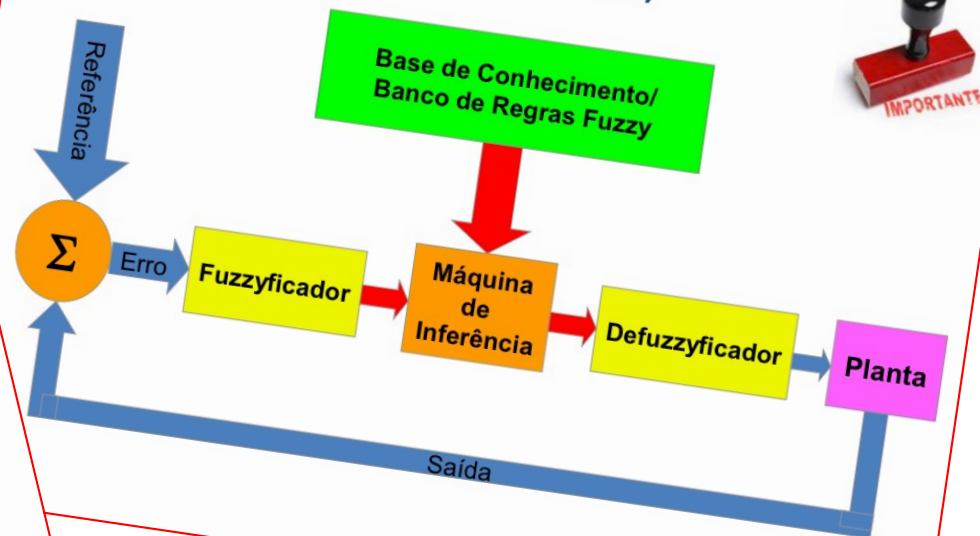 Base de Conhecimento/
Banco de Regras Fuzzy
IMPORTANTE
Referência
Σ
Erro
Fuzzyficador
Máquina
de
Inferência
Defuzzyficador
Planta
Saída